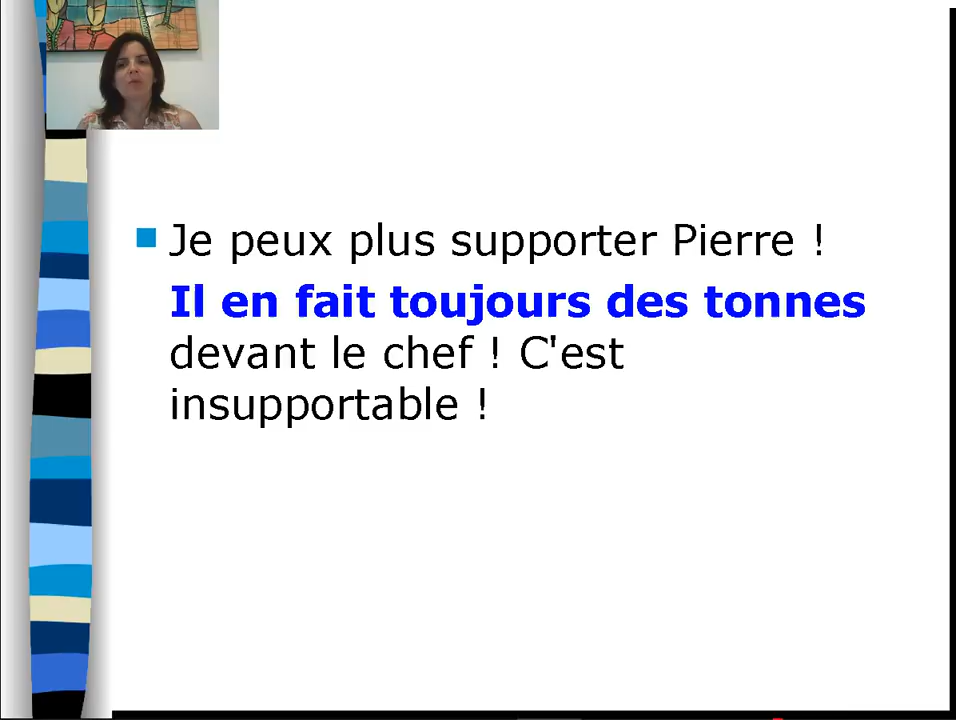 Je peux plus supporter Pierre !
Il en fait toujours des tonnes
devant le chef ! C'est
insupportable !